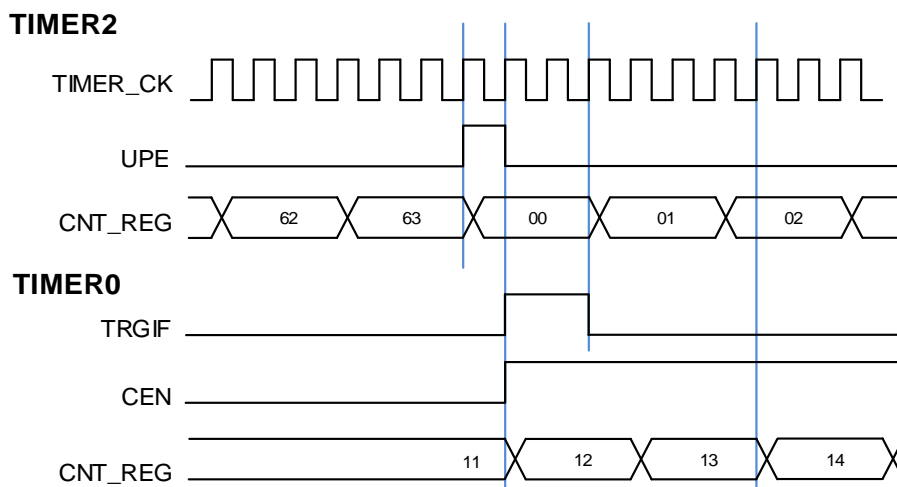 TIMER2
TIMER_CK
UPE
CNT_REG 62 63 00 01 02
TIMER0
TRGIF
CEN
CNT_REG 11 12 13 14